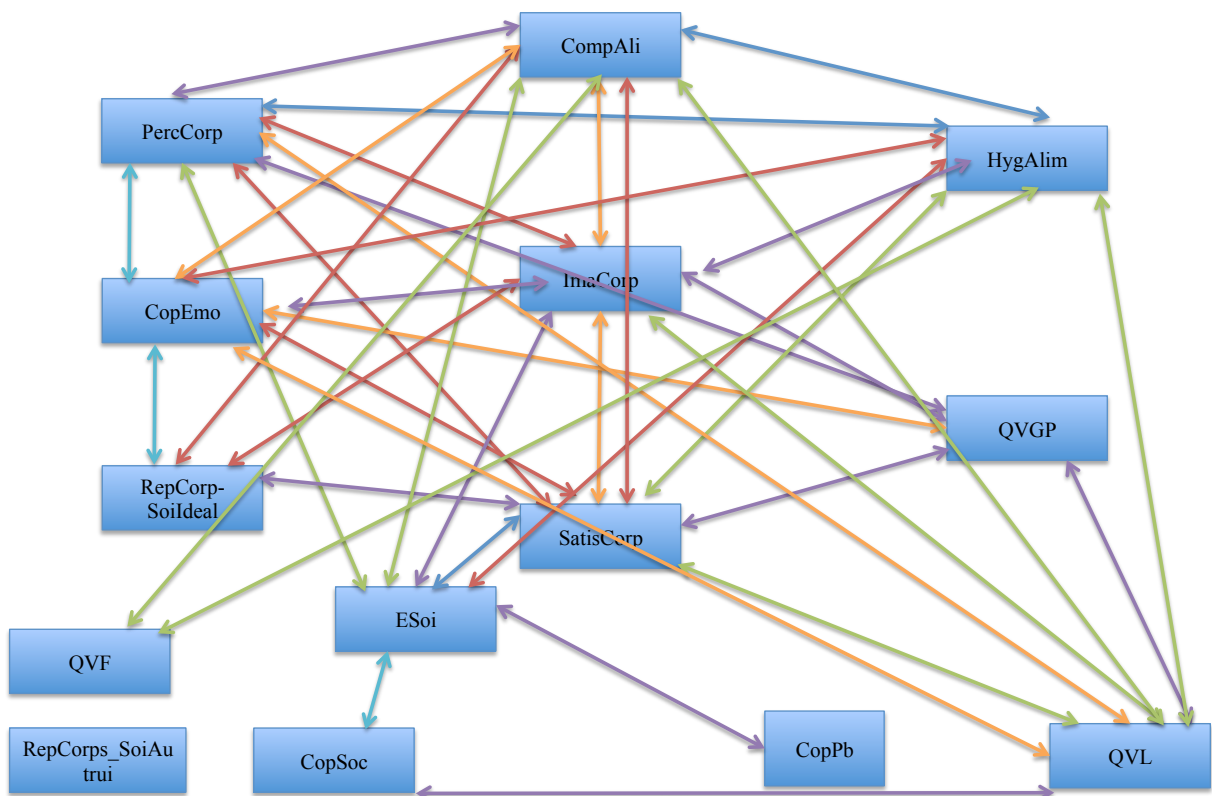 CompAli
PercCorp
HygAlim
ImaCorp
CopEmo
QVGP
RepCorp-
SoiIdeal
SatisCorp
ESoi
QVF
RepCorps_SoiAu
trui
CopSoc
CopPb
QVL